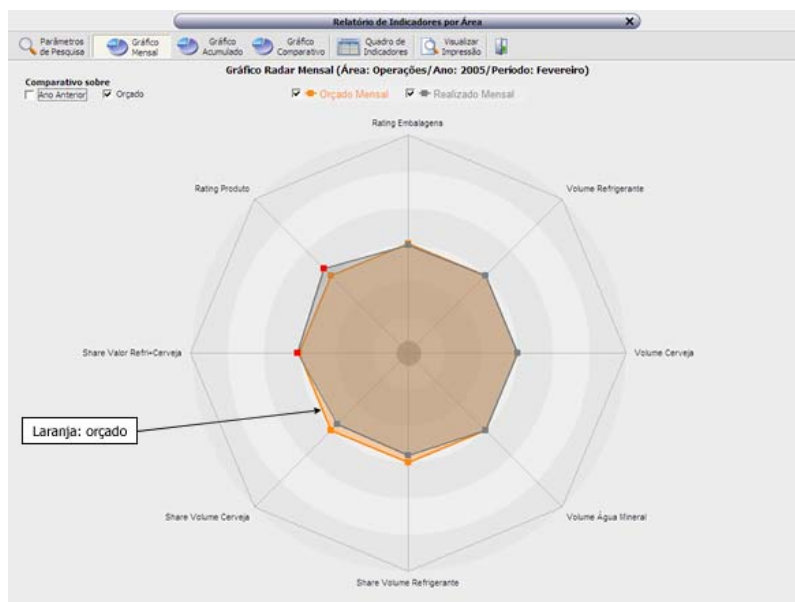 Relatório de Indicadores por Área
Parâmetros de Pesquisa
Gráfico Mensal
Gráfico Acumulado
Gráfico Comparativo
Quadro de Indicadores
Visualizar Impressão
Gráfico Radar Mensal (Área: Operações/Ano: 2005/Período: Fevereiro)
Comparativo sobre
Ano Anterior Orçado
Orçado Mensal Realizado Mensal
Rating Embalagens
Rating Produto
Volume Refrigerante
Share Valor Refri+Cerveja
Volume Cerveja
Laranja: orçado
Share Volume Cerveja
Volume Água Mineral
Share Volume Refrigerante